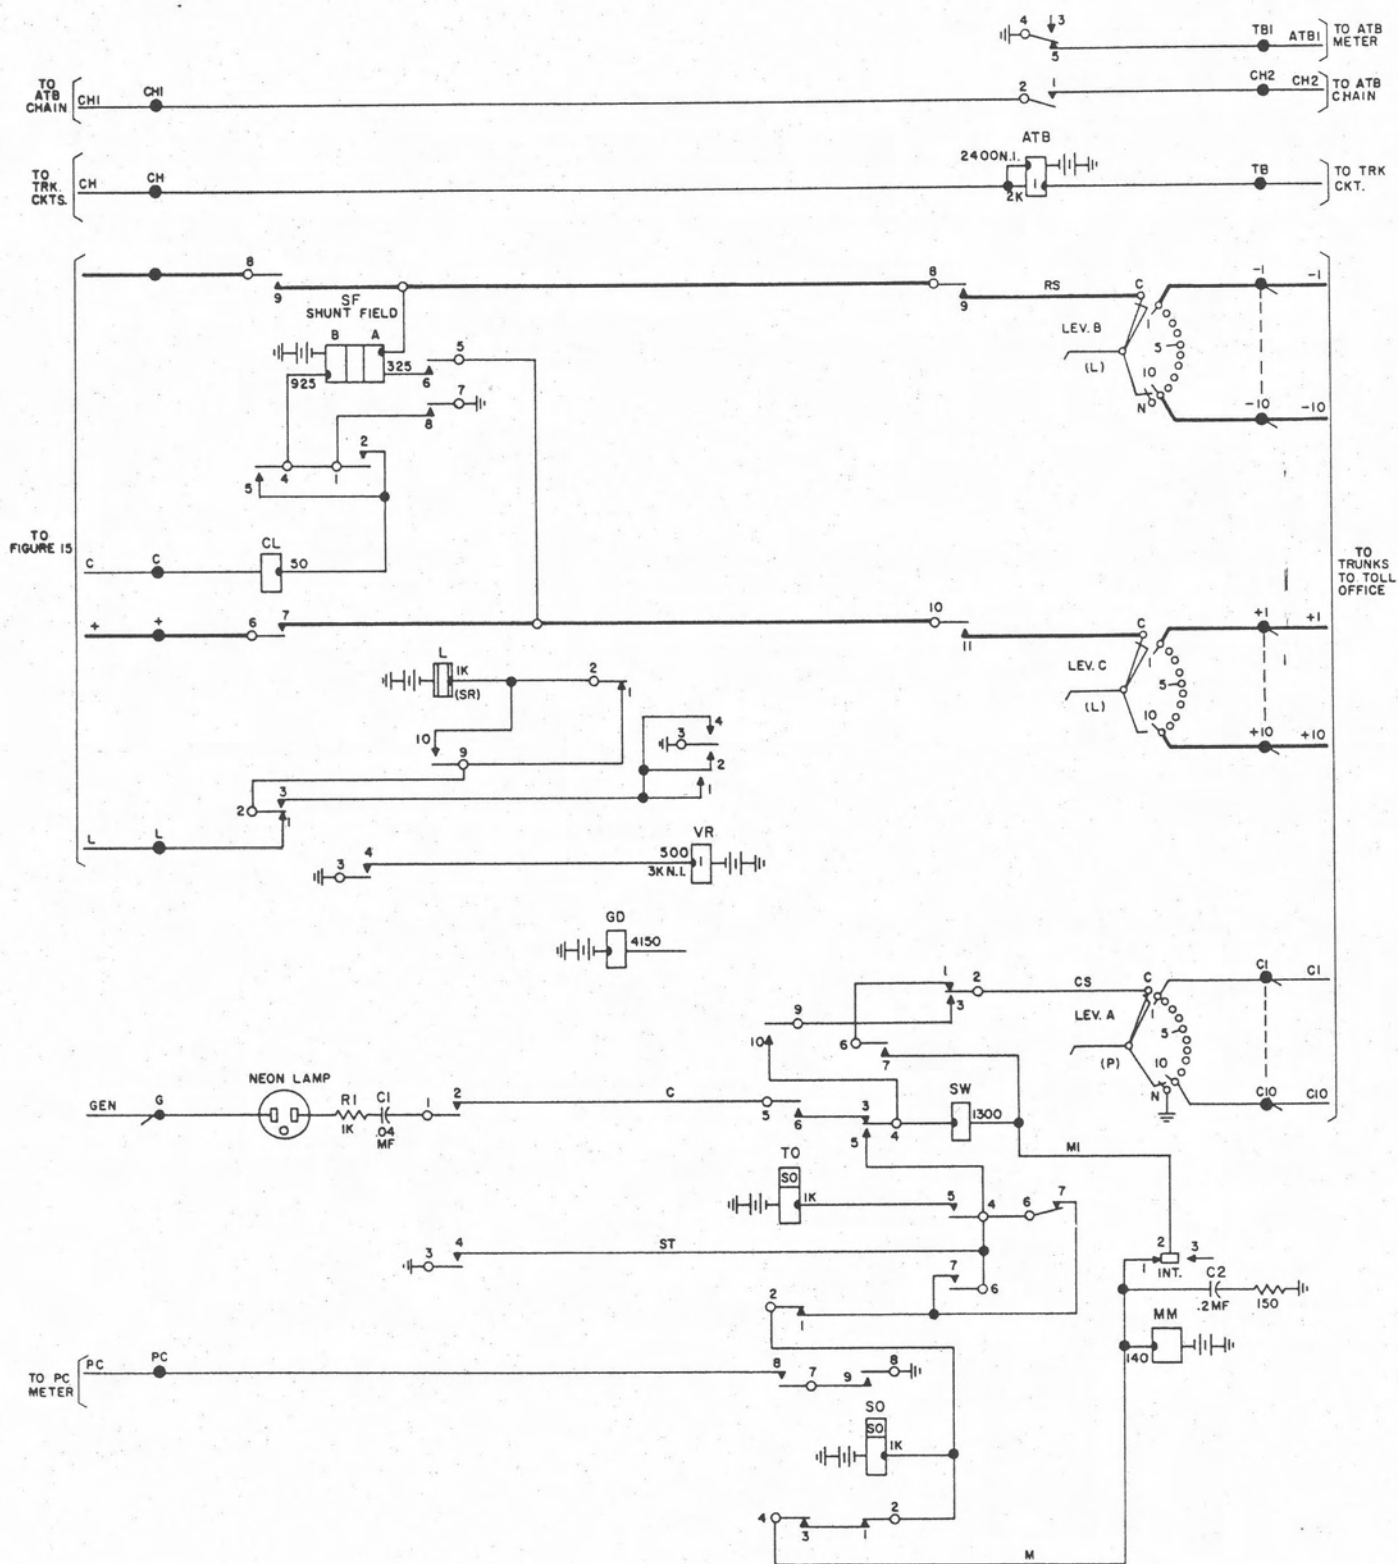 4 3
5
TB1 ATB1
TO ATB
METER
TO
ATB
CHAIN
CH1 CH1
2 1
CH2 CH2
TO ATB
CHAIN
ATB
2400 N.I.
1
2K
TO
TRK.
CKTS.
CH CH
TB
TO TRK
CKT.
8
9
SF
SHUNT FIELD
B A
925
325
5
6
7
8
2
4 1
5
8
9
RS
C
LEV. B
1
5
(L)
10
N
-1 -1
-10 -10
TO
FIGURE 15
C C
CL
50
+ +
6 7
10
11
C
LEV. C
1
5
(L)
10
+1 +1
+10 +10
TO
TRUNKS
TO TOLL
OFFICE
L
1K
(SR)
2
1
10
9
4
3
2
1
2 3
1
L L
VR
500
1
3K N.I.
3 4
GD
4150
1 2
3
CS
C
LEV. A
1
5
(P)
10
N
C1 C1
C10 C10
9
10
6
7
NEON LAMP
GEN G
R1
1K
C1
.04
MF
1 2
C
5
6
3
4
5
SW
1300
M1
TO
SO
1K
5
4
6 7
3 4
ST
7
6
2
1
2
1 3
INT.
C2
.2MF
150
MM
140
TO PC
METER
PC PC
8 7
9 8
SO
SO
1K
4
3
1
2
M